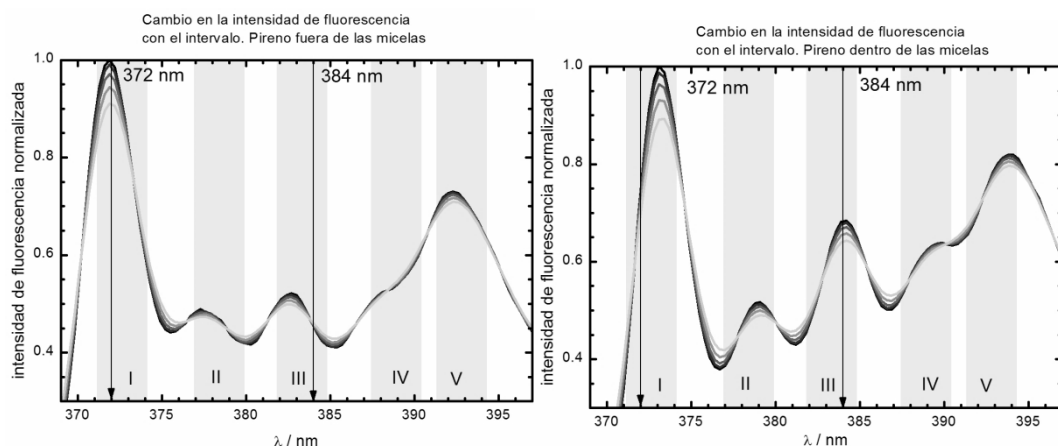 Cambio en la intensidad de fluorescencia
con el intervalo. Pireno fuera de las micelas
intensidad de fluorescencia normalizada
1.0
0.8
0.6
0.4
372 nm
384 nm
I
II
III
IV
V
370
375
380
385
390
395
λ / nm
Cambio en la intensidad de fluorescencia
con el intervalo. Pireno dentro de las micelas
intensidad de fluorescencia normalizada
1.0
0.8
0.6
0.4
372 nm
384 nm
I
II
III
IV
V
370
375
380
385
390
395
λ / nm